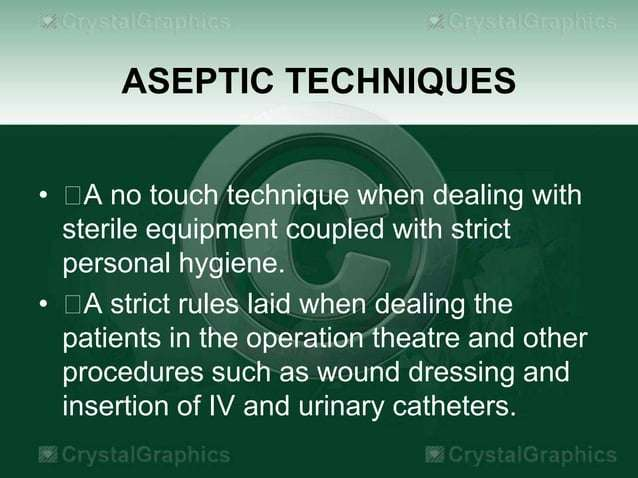 CrystalGraphics CrystalGraphics
ASEPTIC TECHNIQUES
• A no touch technique when dealing with
sterile equipment coupled with strict
personal hygiene.
• A strict rules laid when dealing the
patients in the operation theatre and other
procedures such as wound dressing and
insertion of IV and urinary catheters.
CrystalGraphics CrystalGraphics